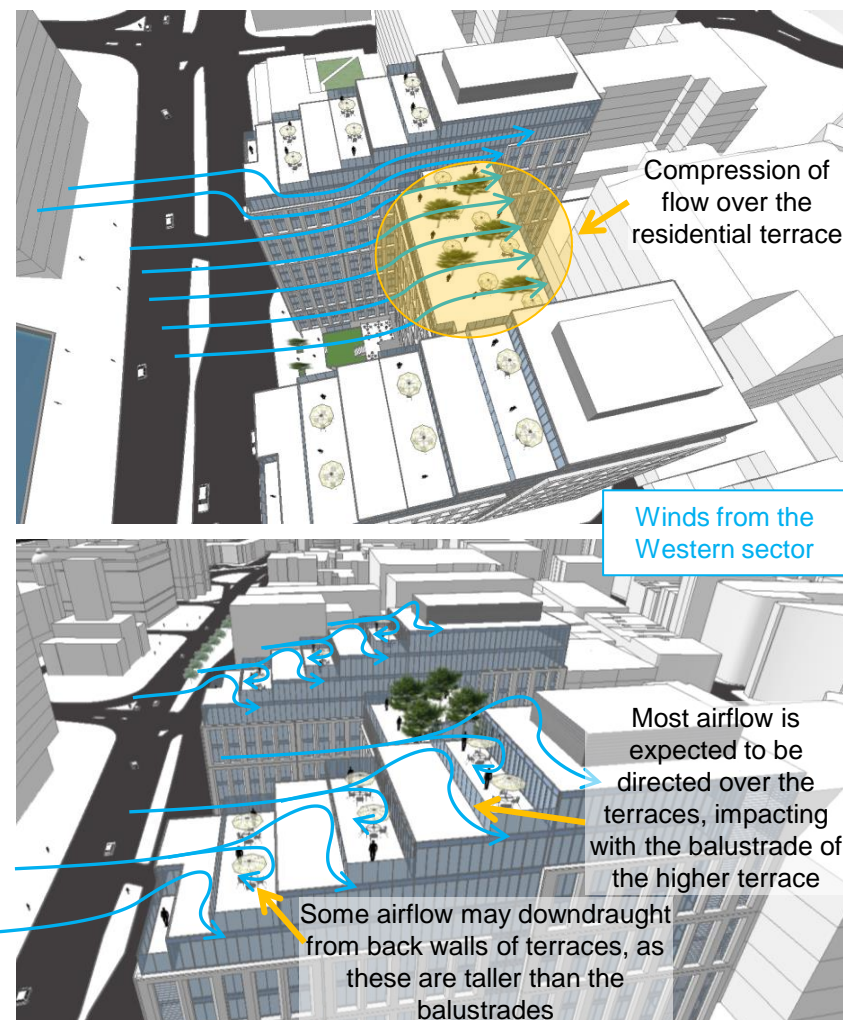 Compression of
flow over the
residential terrace
Winds from the
Western sector
Most airflow is
expected to be
directed over the
terraces, impacting
with the balustrade of
the higher terrace
Some airflow may downdraught
from back walls of terraces, as
these are taller than the
balustrades